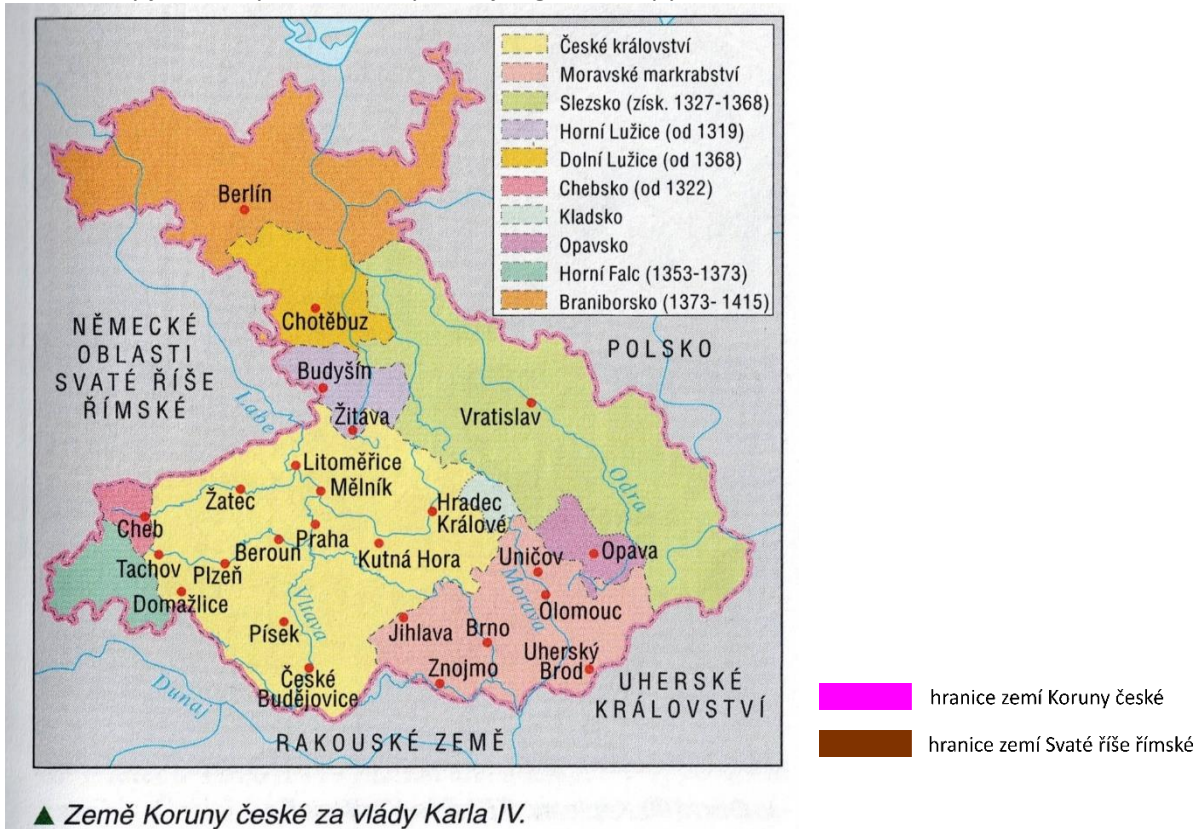 České království
Moravské markrabství
Slezsko (získ. 1327-1368)
Horní Lužice (od 1319)
Dolní Lužice (od 1368)
Chebsko (od 1322)
Kladsko
Opavsko
Horní Falc (1353-1373)
Braniborsko (1373- 1415)
Berlín
Chotěbuz
NĚMECKÉ
OBLASTI
SVATÉ ŘÍŠE
ŘÍMSKÉ
POLSKO
Budyšín
Labe
Žitava
Vratislav
Odra
Litoměřice
Žatec
Mělník
Hradec
Králové
Cheb
Praha
Beroun
Kutná Hora
Uničov
Opava
Tachov
Plzeň
Domažlice
Olomouc
Morava
Vltava
Písek
Jihlava
Brno
Uherský
Brod
Znojmo
České
Budějovice
Dunaj
UHERSKÉ
KRÁLOVSTVÍ
RAKOUSKÉ ZEMĚ
hranice zemí Koruny české
hranice zemí Svaté říše římské
▲ Země Koruny české za vlády Karla IV.